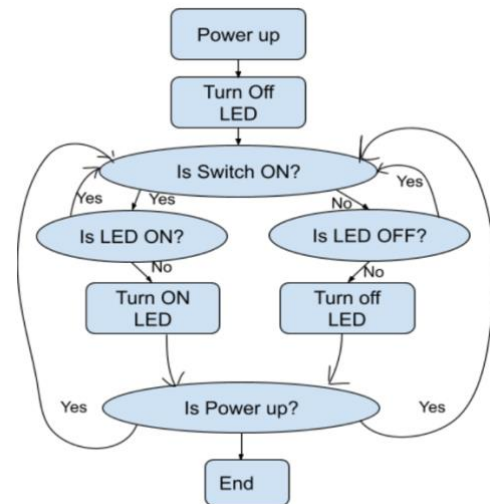 Power up
Turn Off
LED
Is Switch ON?
Yes
Yes
No
Yes
Is LED ON?
Is LED OFF?
No
No
Turn ON
LED
Turn off
LED
Yes
Is Power up?
Yes
End